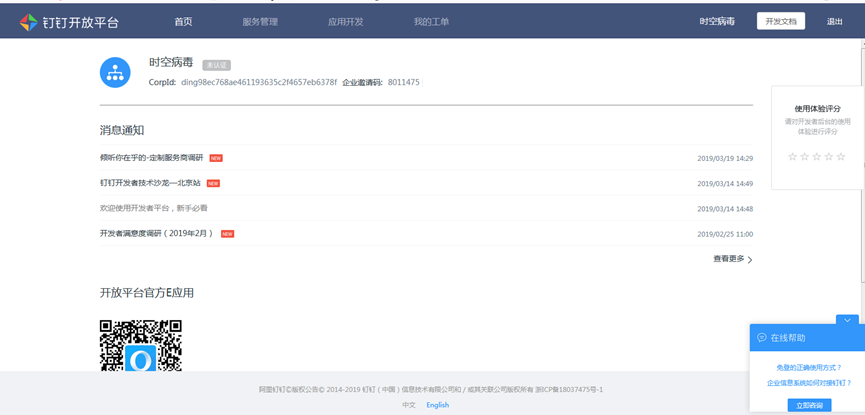 钉钉开放平台 首页 服务管理 应用开发 我的工单 时空病毒 开发文档 退出
时空病毒 未认证
CorpId: ding98ec768ae461193635c2f4657eb6378f 企业邀请码: 8011475
使用体验评分
请对开发者后台的使用
体验进行评分
消息通知
倾听你在乎的-定制服务商调研 NEW 2019/03/19 14:29
钉钉开发者技术沙龙—北京站 NEW 2019/03/14 14:49
欢迎使用开发者平台，新手必看 2019/03/14 14:48
开发者满意度调研（2019年2月） NEW 2019/02/25 11:00
查看更多
开放平台官方E应用
在线帮助
免登的正确使用方式？
企业信息系统如何对接钉钉？
立即咨询
阿里钉钉©版权公告© 2014-2019 钉钉（中国）信息技术有限公司和 / 或其关联公司版权所有 浙ICP备18037475号-1
中文 English